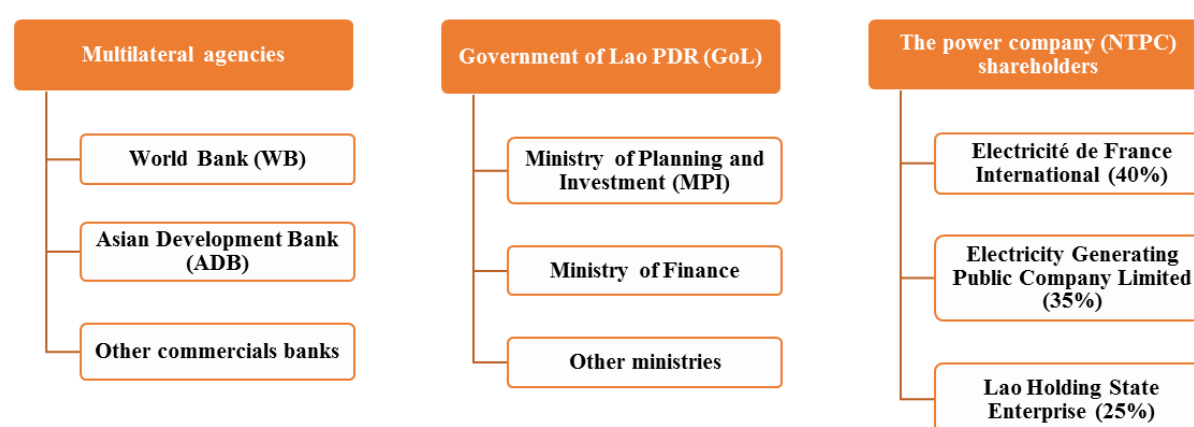 Multilateral agencies
World Bank (WB)
Asian Development Bank
(ADB)
Other commercials banks
Government of Lao PDR (GoL)
Ministry of Planning and
Investment (MPI)
Ministry of Finance
Other ministries
The power company (NTPC)
shareholders
Electricité de France
International (40%)
Electricity Generating
Public Company Limited
(35%)
Lao Holding State
Enterprise (25%)